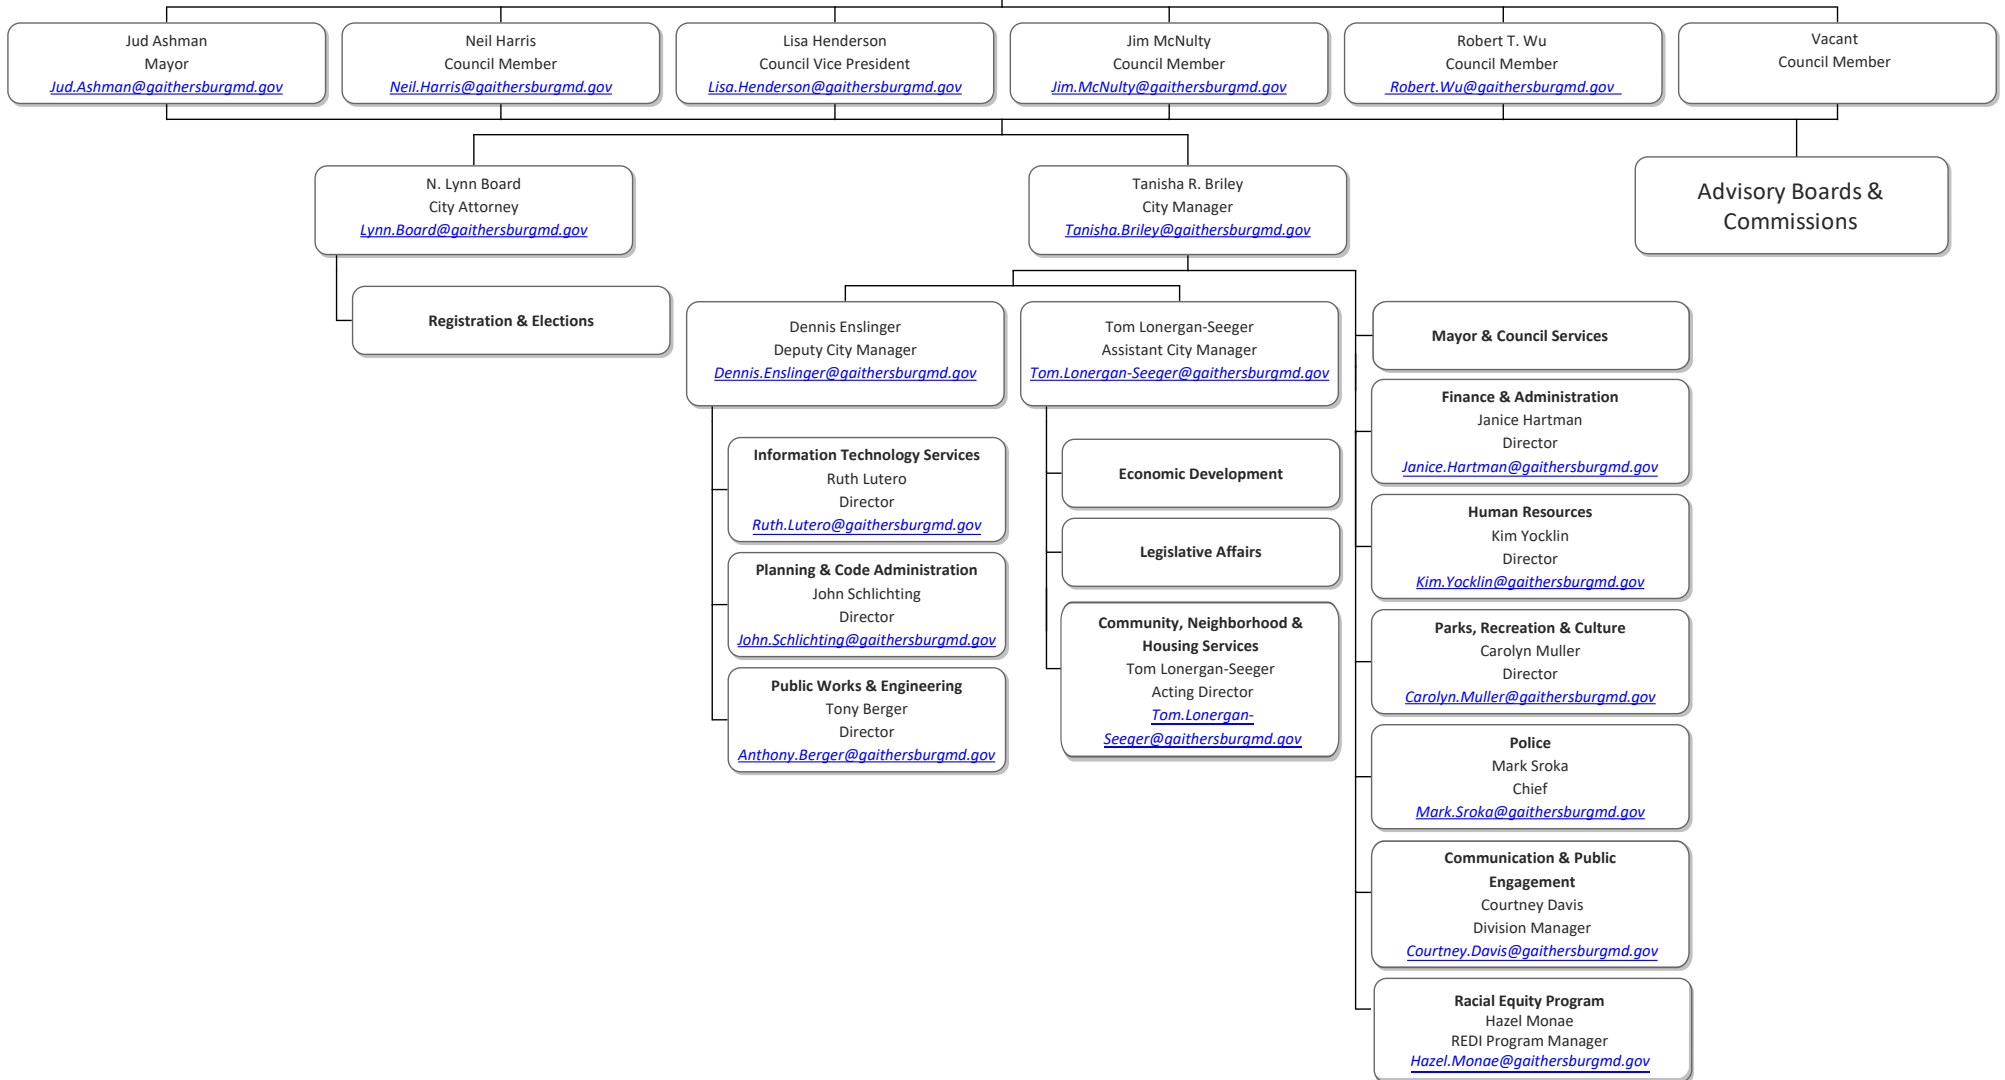 Jud Ashman
Mayor
Jud.Ashman@gaithersburgmd.gov
Neil Harris
Council Member
Neil.Harris@gaithersburgmd.gov
Lisa Henderson
Council Vice President
Lisa.Henderson@gaithersburgmd.gov
Jim McNulty
Council Member
Jim.McNulty@gaithersburgmd.gov
Robert T. Wu
Council Member
Robert.Wu@gaithersburgmd.gov
Vacant
Council Member
N. Lynn Board
City Attorney
Lynn.Board@gaithersburgmd.gov
Tanisha R. Briley
City Manager
Tanisha.Briley@gaithersburgmd.gov
Advisory Boards &
Commissions
Registration & Elections
Dennis Enslinger
Deputy City Manager
Dennis.Enslinger@gaithersburgmd.gov
Tom Lonergan-Seeger
Assistant City Manager
Tom.Lonergan-Seeger@gaithersburgmd.gov
Information Technology Services
Ruth Lutero
Director
Ruth.Lutero@gaithersburgmd.gov
Planning & Code Administration
John Schlichting
Director
John.Schlichting@gaithersburgmd.gov
Public Works & Engineering
Tony Berger
Director
Anthony.Berger@gaithersburgmd.gov
Economic Development
Legislative Affairs
Community, Neighborhood &
Housing Services
Tom Lonergan-Seeger
Acting Director
Tom.Lonergan-
Seeger@gaithersburgmd.gov
Mayor & Council Services
Finance & Administration
Janice Hartman
Director
Janice.Hartman@gaithersburgmd.gov
Human Resources
Kim Yocklin
Director
Kim.Yocklin@gaithersburgmd.gov
Parks, Recreation & Culture
Carolyn Muller
Director
Carolyn.Muller@gaithersburgmd.gov
Police
Mark Sroka
Chief
Mark.Sroka@gaithersburgmd.gov
Communication & Public
Engagement
Courtney Davis
Division Manager
Courtney.Davis@gaithersburgmd.gov
Racial Equity Program
Hazel Monae
REDI Program Manager
Hazel.Monae@gaithersburgmd.gov